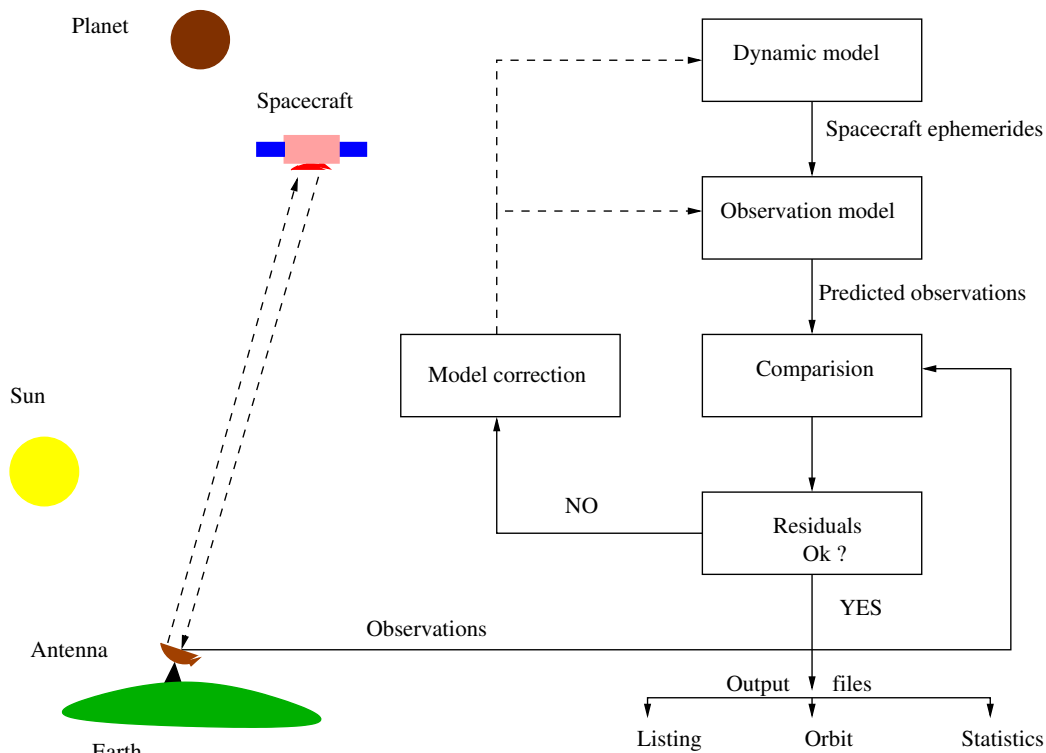 Planet
Spacecraft
Sun
Antenna
Earth
Dynamic model
Spacecraft ephemerides
Observation model
Predicted observations
Model correction
Comparision
NO
Residuals
Ok ?
YES
Observations
Output files
Listing
Orbit
Statistics